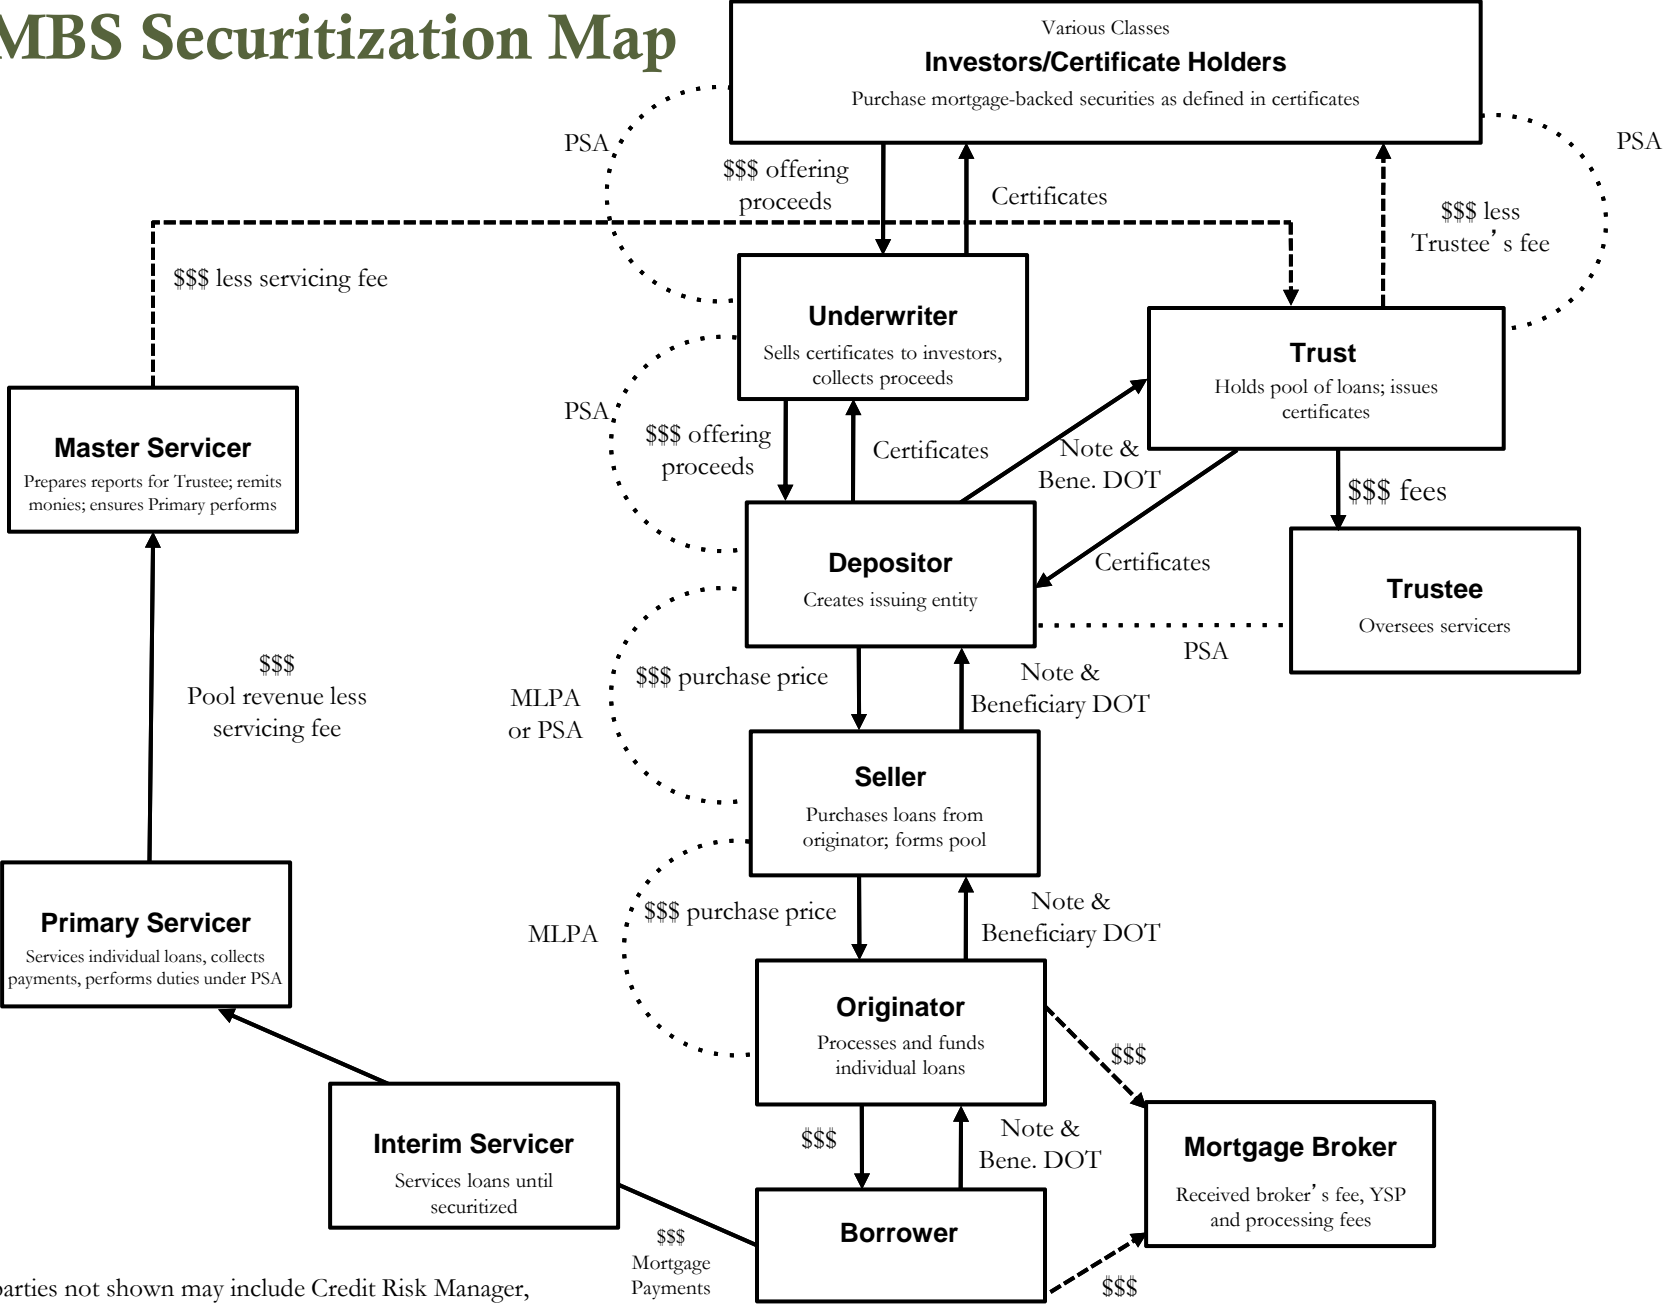 MBS Securitization Map
Various Classes
Investors/Certificate Holders
Purchase mortgage-backed securities as defined in certificates
PSA
PSA
$$$ offering
proceeds
Certificates
$$$ less
Trustee's fee
$$$ less servicing fee
Underwriter
Sells certificates to investors,
collects proceeds
Trust
Holds pool of loans; issues
certificates
Master Servicer
Prepares reports for Trustee; remits
monies; ensures Primary performs
PSA
$$$ offering
proceeds
Certificates
Note &
Bene. DOT
$$$ fees
Depositor
Creates issuing entity
Certificates
Trustee
Oversees servicers
PSA
$$$
Pool revenue less
servicing fee
MLPA
or PSA
$$$ purchase price
Note &
Beneficiary DOT
Seller
Purchases loans from
originator; forms pool
Primary Servicer
Services individual loans, collects
payments, performs duties under PSA
MLPA
$$$ purchase price
Note &
Beneficiary DOT
Originator
Processes and funds
individual loans
$$$
Interim Servicer
Services loans until
securitized
$$$
Note &
Bene. DOT
Mortgage Broker
Received broker's fee, YSP
and processing fees
$$$
Mortgage
Payments
Borrower
$$$
parties not shown may include Credit Risk Manager,